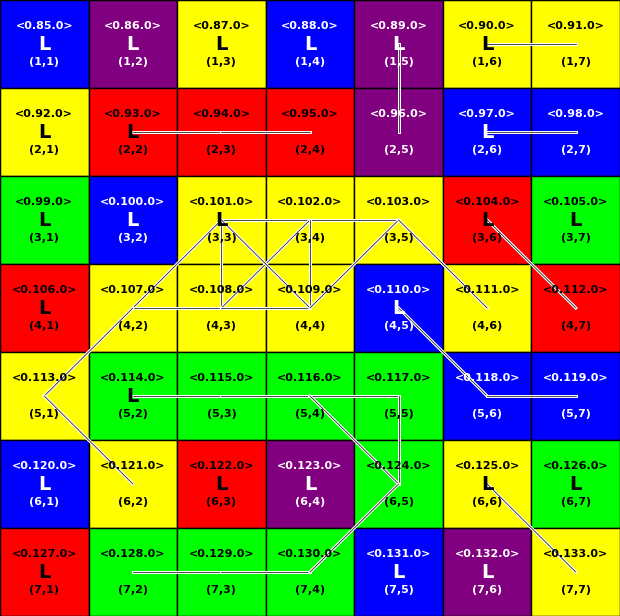 <0.85.0> <0.86.0> <0.87.0> <0.88.0> <0.89.0> <0.90.0> <0.91.0>
L L L L L L
(1,1) (1,2) (1,3) (1,4) (1,5) (1,6) (1,7)
<0.92.0> <0.93.0> <0.94.0> <0.95.0> <0.96.0> <0.97.0> <0.98.0>
L L L
(2,1) (2,2) (2,3) (2,4) (2,5) (2,6) (2,7)
<0.99.0> <0.100.0> <0.101.0> <0.102.0> <0.103.0> <0.104.0> <0.105.0>
L L L L L
(3,1) (3,2) (3,3) (3,4) (3,5) (3,6) (3,7)
<0.106.0> <0.107.0> <0.108.0> <0.109.0> <0.110.0> <0.111.0> <0.112.0>
L L
(4,1) (4,2) (4,3) (4,4) (4,5) (4,6) (4,7)
<0.113.0> <0.114.0> <0.115.0> <0.116.0> <0.117.0> <0.118.0> <0.119.0>
L
(5,1) (5,2) (5,3) (5,4) (5,5) (5,6) (5,7)
<0.120.0> <0.121.0> <0.122.0> <0.123.0> <0.124.0> <0.125.0> <0.126.0>
L L L L L
(6,1) (6,2) (6,3) (6,4) (6,5) (6,6) (6,7)
<0.127.0> <0.128.0> <0.129.0> <0.130.0> <0.131.0> <0.132.0> <0.133.0>
L L L
(7,1) (7,2) (7,3) (7,4) (7,5) (7,6) (7,7)